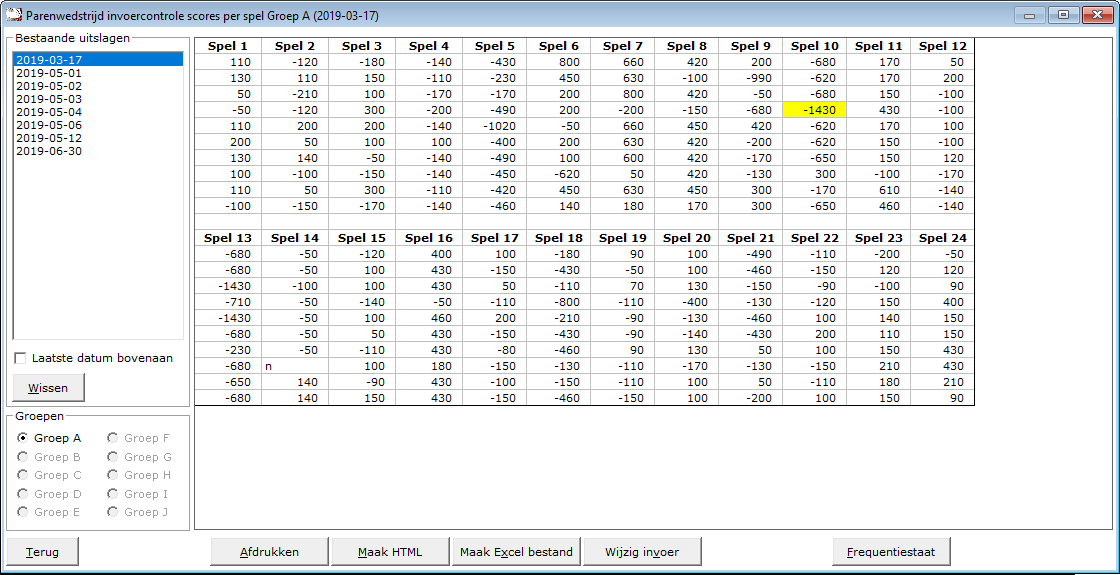 Parenwedstrijd invoercontrole scores per spel Groep A (2019-03-17)
Bestaande uitslagen
2019-03-17
2019-05-01
2019-05-02
2019-05-03
2019-05-04
2019-05-06
2019-05-12
2019-06-30
Laatste datum bovenaan
Wissen
Groepen
Groep A Groep F
Groep B Groep G
Groep C Groep H
Groep D Groep I
Groep E Groep J
Spel 1 Spel 2 Spel 3 Spel 4 Spel 5 Spel 6 Spel 7 Spel 8 Spel 9 Spel 10 Spel 11 Spel 12
110 -120 -180 -140 -430 800 660 420 200 -680 170 50
130 110 150 -110 -230 450 630 -100 -990 -620 170 200
50 -210 100 -170 -170 200 800 420 -50 -680 150 -100
-50 -120 300 -200 -490 200 -200 -150 -680 -1430 430 -100
110 200 200 -140 -1020 -50 660 450 420 -620 170 100
200 50 100 100 -400 200 630 420 -200 -620 150 -100
130 140 -50 -140 -490 100 600 420 -170 -650 150 120
100 -100 -150 -140 -450 -620 50 420 -130 300 -100 -170
110 50 300 -110 -420 450 630 450 300 -170 610 -140
-100 -150 -170 -140 -460 140 180 170 300 -650 460 -140
Spel 13 Spel 14 Spel 15 Spel 16 Spel 17 Spel 18 Spel 19 Spel 20 Spel 21 Spel 22 Spel 23 Spel 24
-680 -50 -120 400 100 -180 90 100 -490 -110 -200 -50
-680 -50 100 430 -150 -430 -50 100 -460 -150 120 120
-1430 -100 100 430 50 -110 70 130 -150 -90 -100 90
-710 -50 -140 -50 -110 -800 -110 -400 -130 -120 150 400
-1430 -50 100 460 200 -210 -90 -130 -460 100 140 150
-680 -50 50 430 -150 -430 -90 -140 -430 200 110 150
-230 -50 -110 430 -80 -460 90 130 50 100 150 430
-680 n 100 180 -150 -130 -110 -170 -130 -150 210 430
-650 140 -90 430 -100 -150 -110 100 50 -110 180 210
-680 140 150 430 -150 -460 -150 100 -200 100 150 90
Terug Afdrukken Maak HTML Maak Excel bestand Wijzig invoer Frequentiestaat